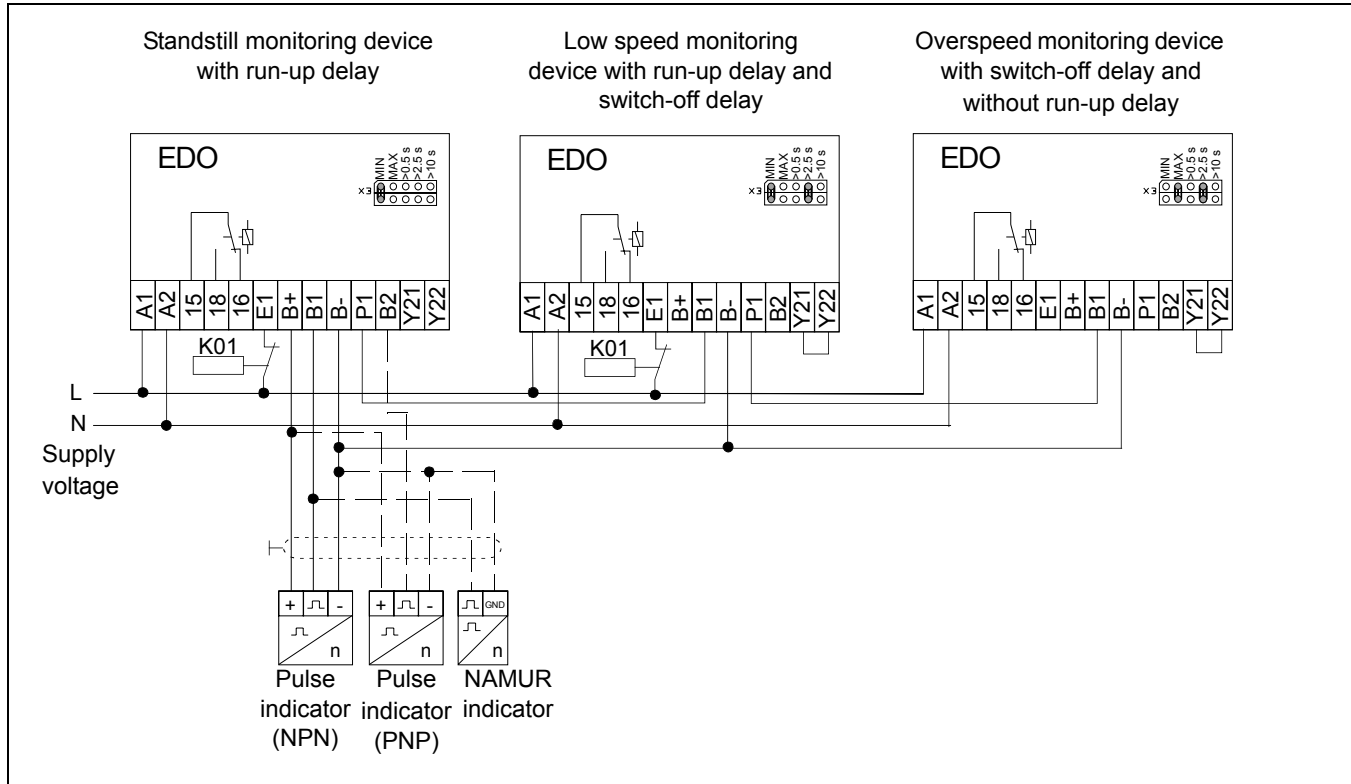 Standstill monitoring device
with run-up delay
Low speed monitoring
device with run-up delay and
switch-off delay
Overspeed monitoring device
with switch-off delay and
without run-up delay
EDO
X3
MIN
MAX
>0.5 s
>2.5 s
>10 s
A1
A2
15
18
16
E1
B+
B1
B-
P1
B2
Y21
Y22
K01
EDO
X3
MIN
MAX
>0.5 s
>2.5 s
>10 s
A1
A2
15
18
16
E1
B+
B1
B-
P1
B2
Y21
Y22
K01
EDO
X3
MIN
MAX
>0.5 s
>2.5 s
>10 s
A1
A2
15
18
16
E1
B+
B1
B-
P1
B2
Y21
Y22
L
N
Supply
voltage
+ -
n
Pulse
indicator
(NPN)
+ -
n
Pulse
indicator
(PNP)
GND
n
NAMUR
indicator